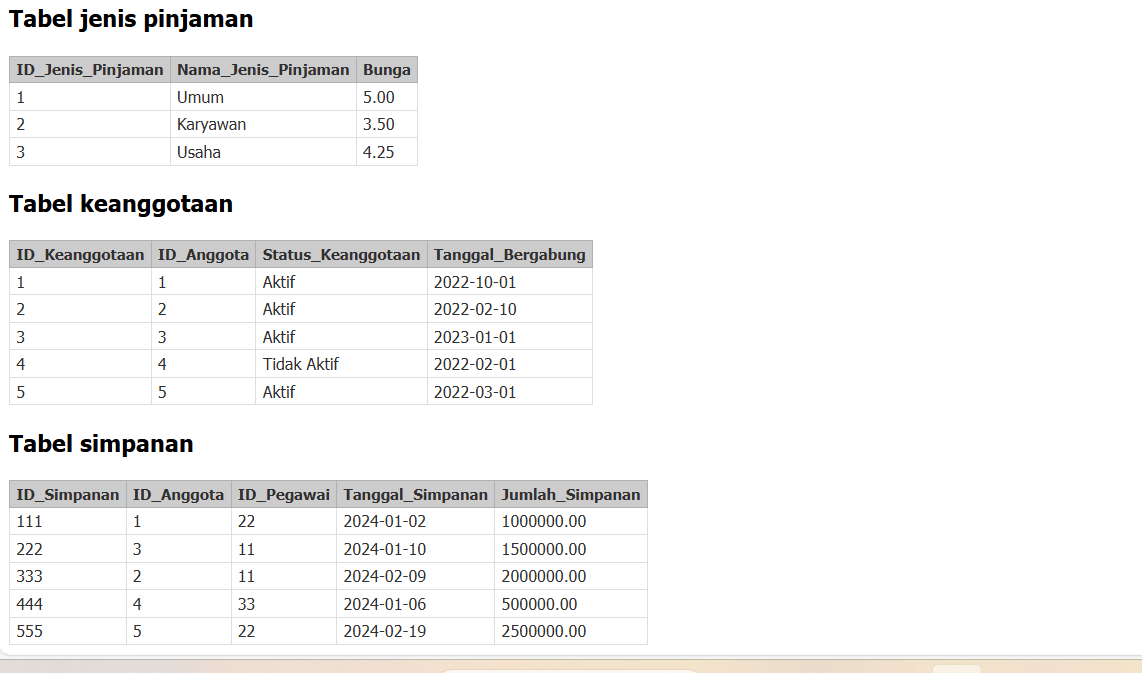 Tabel jenis pinjaman
ID_Jenis_Pinjaman Nama_Jenis_Pinjaman Bunga
1 Umum 5.00
2 Karyawan 3.50
3 Usaha 4.25
Tabel keanggotaan
ID_Keanggotaan ID_Anggota Status_Keanggotaan Tanggal_Bergabung
1 1 Aktif 2022-10-01
2 2 Aktif 2022-02-10
3 3 Aktif 2023-01-01
4 4 Tidak Aktif 2022-02-01
5 5 Aktif 2022-03-01
Tabel simpanan
ID_Simpanan ID_Anggota ID_Pegawai Tanggal_Simpanan Jumlah_Simpanan
111 1 22 2024-01-02 1000000.00
222 3 11 2024-01-10 1500000.00
333 2 11 2024-02-09 2000000.00
444 4 33 2024-01-06 500000.00
555 5 22 2024-02-19 2500000.00